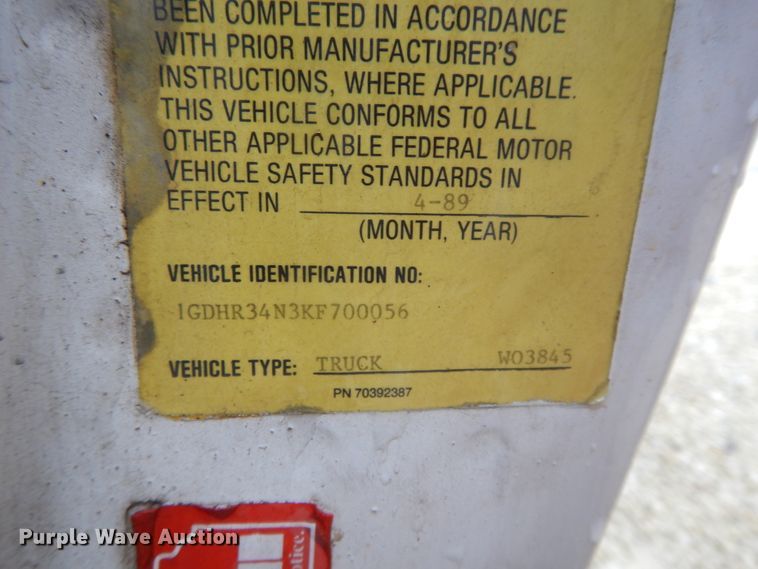 BEEN COMPLETED IN ACCORDANCE
WITH PRIOR MANUFACTURER'S
INSTRUCTIONS, WHERE APPLICABLE.
THIS VEHICLE CONFORMS TO ALL
OTHER APPLICABLE FEDERAL MOTOR
VEHICLE SAFETY STANDARDS IN
EFFECT IN 4-89
(MONTH, YEAR)
VEHICLE IDENTIFICATION NO:
1GDHR34N3KF700056
VEHICLE TYPE: TRUCK WO3845
PN 70392387
Purple Wave Auction